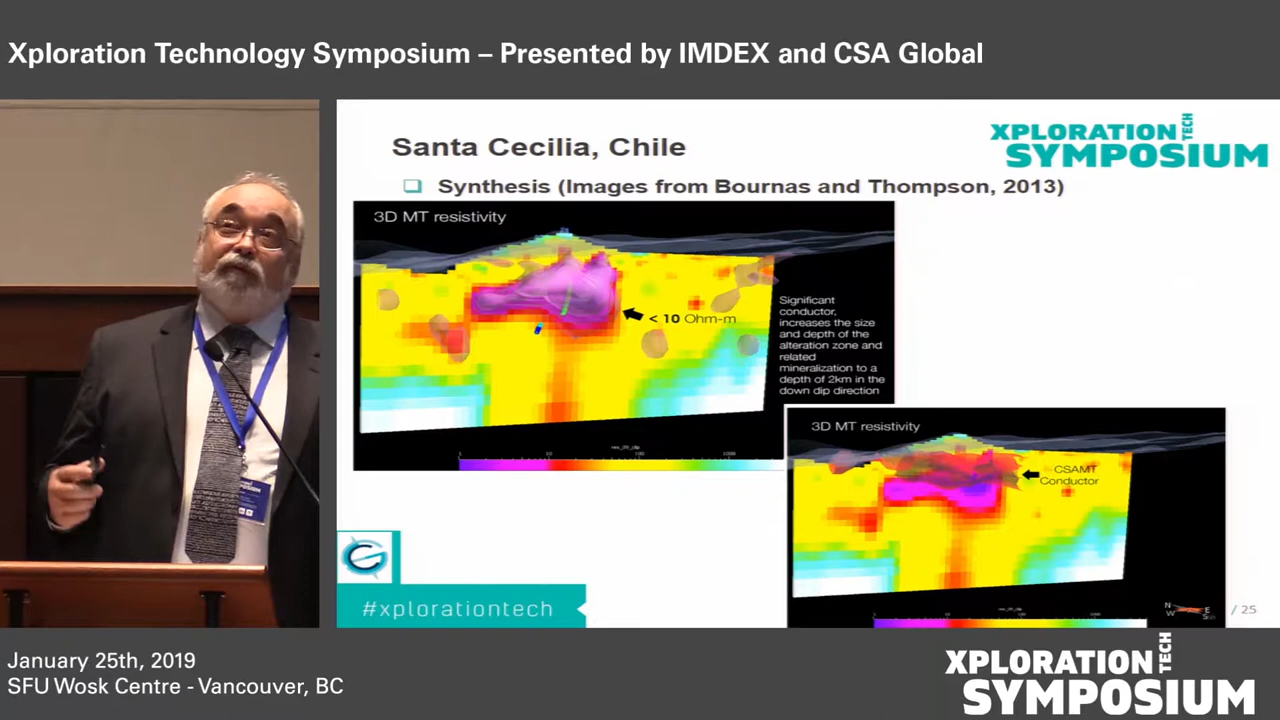 Xploration Technology Symposium – Presented by IMDEX and CSA Global
XPLORATION TECH
SYMPOSIUM
Santa Cecilia, Chile
Synthesis (Images from Bournas and Thompson, 2013)
3D MT resistivity
< 10 Ohm-m
Significant
conductor,
increases the size
and depth of the
alteration zone and
related
mineralization to a
depth of 2km in the
down dip direction
3D MT resistivity
CSAMT
Conductor
N
W
E
S
/ 25
#xplorationtech
January 25th, 2019
SFU Wosk Centre - Vancouver, BC
XPLORATION TECH
SYMPOSIUM